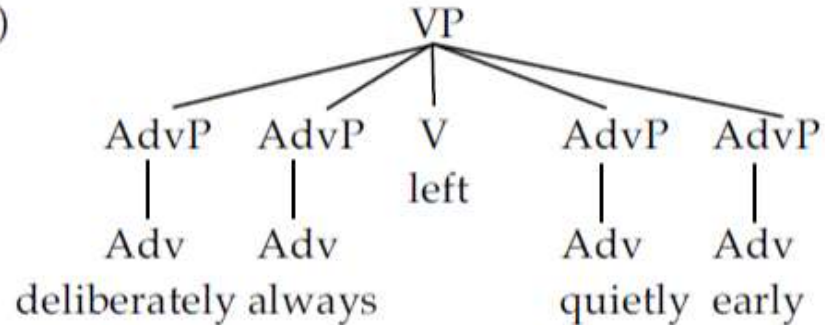 ) VP
AdvP AdvP V AdvP AdvP
left
Adv Adv Adv Adv
deliberately always quietly early